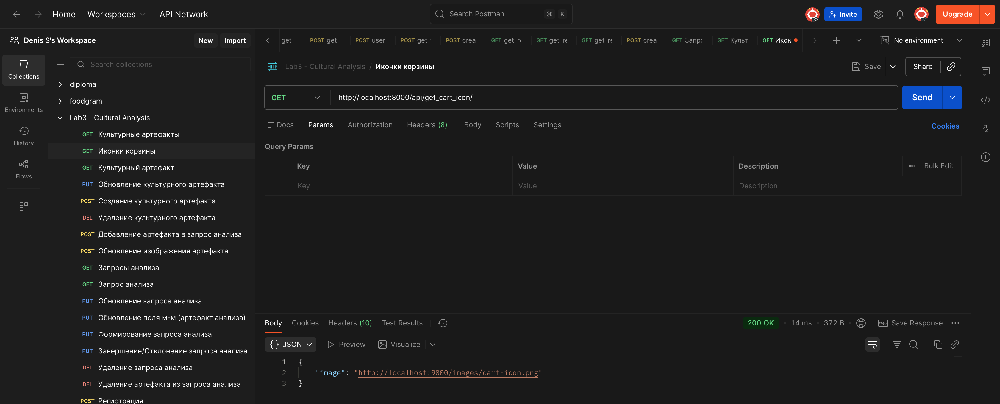 Home Workspaces API Network
Search Postman ⌘ K
Invite
Upgrade
Denis S's Workspace
New Import
get_
POST get_
POST user_
POST get_
POST crea
GET get_re
GET get_re
GET get_re
POST crea
GET Запрс
GET Культ
GET Икон
No environment
Collections
Environments
History
Flows
Search collections
diploma
foodgram
Lab3 - Cultural Analysis
GET Культурные артефакты
GET Иконки корзины
GET Культурный артефакт
PUT Обновление культурного артефакта
POST Создание культурного артефакта
DEL Удаление культурного артефакта
POST Добавление артефакта в запрос анализа
POST Обновление изображения артефакта
GET Запросы анализа
GET Запрос анализа
PUT Обновление запроса анализа
PUT Обновление поля м-м (артефакт анализа)
PUT Формирование запроса анализа
PUT Завершение/Отклонение запроса анализа
DEL Удаление запроса анализа
DEL Удаление артефакта из запроса анализа
POST Регистрация
HTTP Lab3 - Cultural Analysis / Иконки корзины
Save
Share
GET http://localhost:8000/api/get_cart_icon/
Send
Docs Params Authorization Headers (8) Body Scripts Settings
Cookies
Query Params
Key Value Description Bulk Edit
Key Value Description
Body Cookies Headers (10) Test Results
200 OK • 14 ms • 372 B •
e.g. Save Response
{} JSON Preview Visualize
1 {
2 "image": "http://localhost:9000/images/cart-icon.png"
3 }